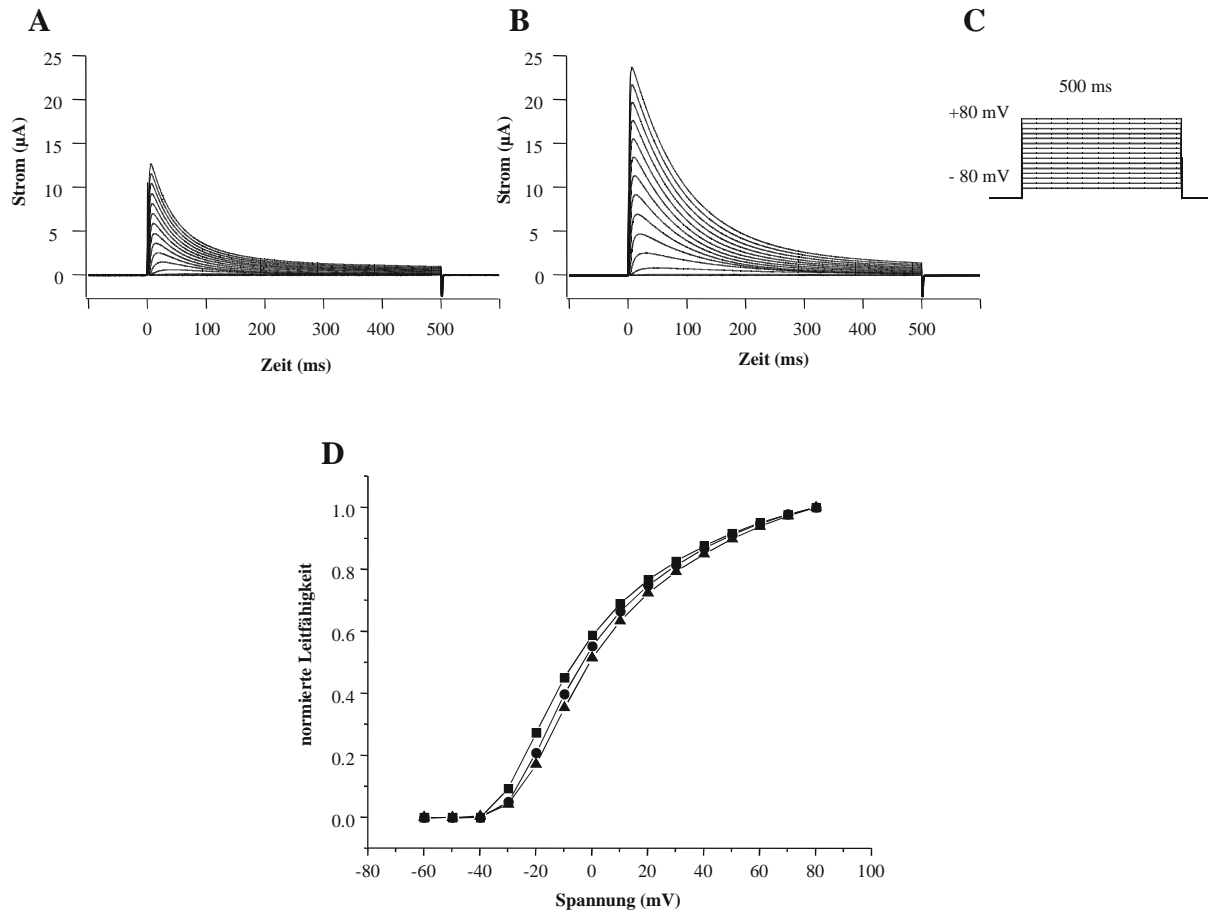 A
25
20
15
10
5
0
Strom (µA)
0 100 200 300 400 500
Zeit (ms)
B
25
20
15
10
5
0
Strom (µA)
0 100 200 300 400 500
Zeit (ms)
C
500 ms
+80 mV
- 80 mV
D
1.0
0.8
0.6
0.4
0.2
0.0
normierte Leitfähigkeit
-80 -60 -40 -20 0 20 40 60 80 100
Spannung (mV)